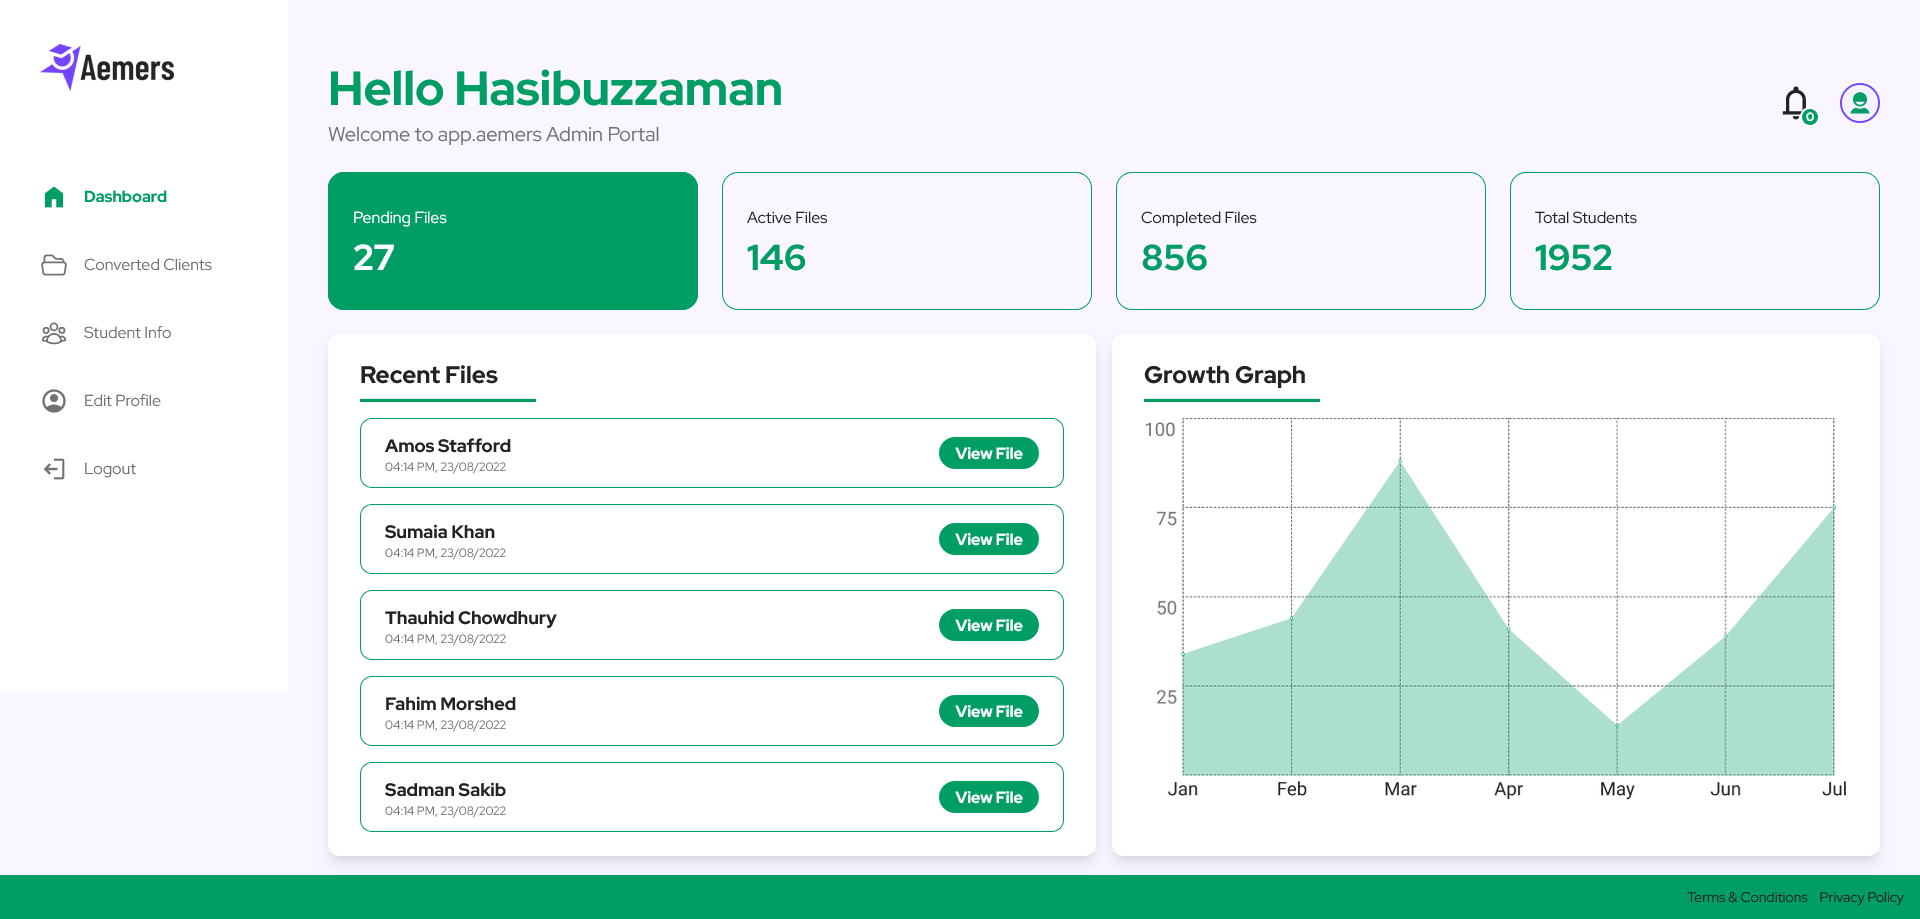 Aemers
Dashboard
Converted Clients
Student Info
Edit Profile
Logout
Hello Hasibuzzaman
Welcome to app.aemers Admin Portal
0
Pending Files
27
Active Files
146
Completed Files
856
Total Students
1952
Recent Files
Amos Stafford
04:14 PM, 23/08/2022
View File
Sumaia Khan
04:14 PM, 23/08/2022
View File
Thauhid Chowdhury
04:14 PM, 23/08/2022
View File
Fahim Morshed
04:14 PM, 23/08/2022
View File
Sadman Sakib
04:14 PM, 23/08/2022
View File
Growth Graph
100
75
50
25
Jan Feb Mar Apr May Jun Jul
Terms & Conditions Privacy Policy